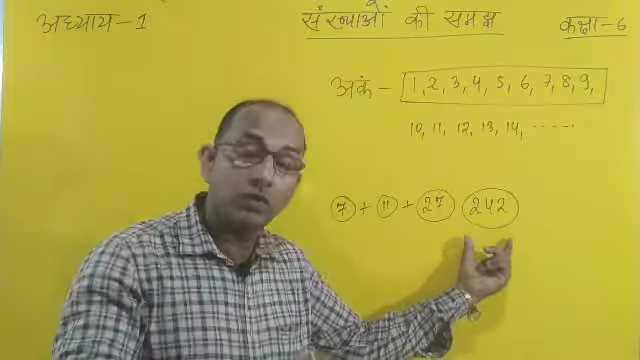 अध्याय-1
संख्याओं की समझ
कक्षा-6
अंक - 1, 2, 3, 4, 5, 6, 7, 8, 9,
10, 11, 12, 13, 14, ......
7 + 11 + 27 242